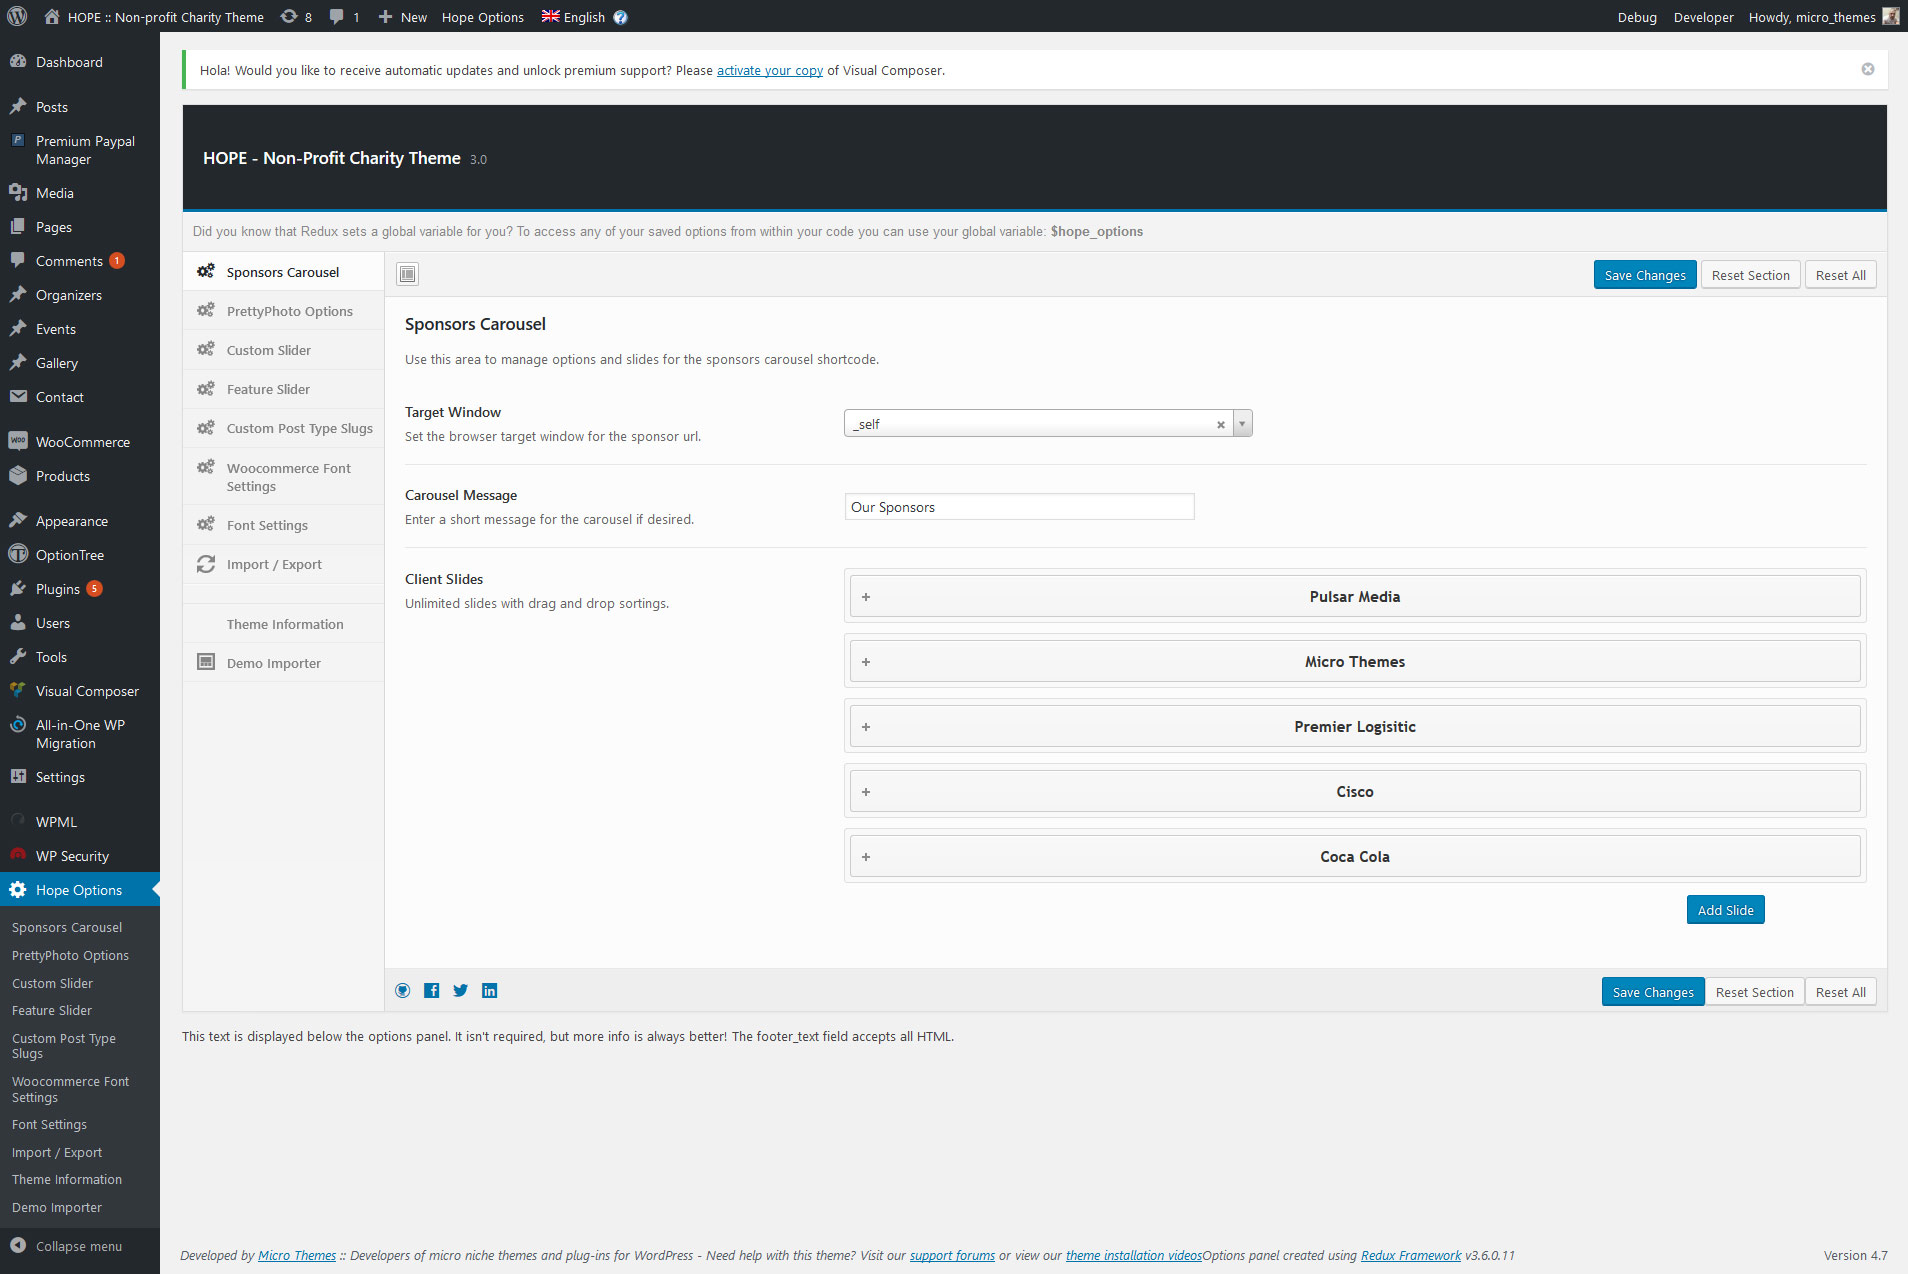 HOPE :: Non-profit Charity Theme 8 1 New Hope Options English Debug Developer Howdy, micro_themes
Dashboard
Posts
Premium Paypal
Manager
Media
Pages
Comments 1
Organizers
Events
Gallery
Contact
WooCommerce
Products
Appearance
OptionTree
Plugins 5
Users
Tools
Visual Composer
All-in-One WP
Migration
Settings
WPML
WP Security
Hope Options
Sponsors Carousel
PrettyPhoto Options
Custom Slider
Feature Slider
Custom Post Type
Slugs
Woocommerce Font
Settings
Font Settings
Import / Export
Theme Information
Demo Importer
Collapse menu
Hola! Would you like to receive automatic updates and unlock premium support? Please activate your copy of Visual Composer.
HOPE - Non-Profit Charity Theme 3.0
Did you know that Redux sets a global variable for you? To access any of your saved options from within your code you can use your global variable: $hope_options
Sponsors Carousel
PrettyPhoto Options
Custom Slider
Feature Slider
Custom Post Type Slugs
Woocommerce Font
Settings
Font Settings
Import / Export
Theme Information
Demo Importer
Save Changes Reset Section Reset All
Sponsors Carousel
Use this area to manage options and slides for the sponsors carousel shortcode.
Target Window
Set the browser target window for the sponsor url.
_self
Carousel Message
Enter a short message for the carousel if desired.
Our Sponsors
Client Slides
Unlimited slides with drag and drop sortings.
+ Pulsar Media
+ Micro Themes
+ Premier Logisitic
+ Cisco
+ Coca Cola
Add Slide
Save Changes Reset Section Reset All
This text is displayed below the options panel. It isn't required, but more info is always better! The footer_text field accepts all HTML.
Developed by Micro Themes :: Developers of micro niche themes and plug-ins for WordPress - Need help with this theme? Visit our support forums or view our theme installation videosOptions panel created using Redux Framework v3.6.0.11
Version 4.7